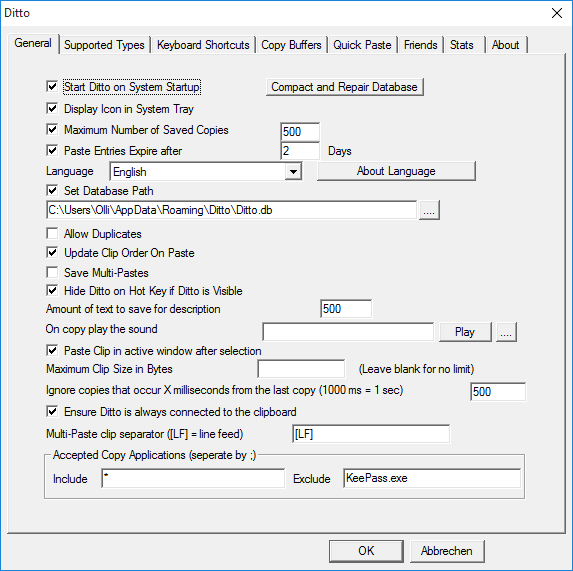 Ditto
General Supported Types Keyboard Shortcuts Copy Buffers Quick Paste Friends Stats About
Start Ditto on System Startup Compact and Repair Database
Display Icon in System Tray
Maximum Number of Saved Copies 500
Paste Entries Expire after 2 Days
Language English About Language
Set Database Path
C:\Users\Olli\AppData\Roaming\Ditto\Ditto.db ....
Allow Duplicates
Update Clip Order On Paste
Save Multi-Pastes
Hide Ditto on Hot Key if Ditto is Visible
Amount of text to save for description 500
On copy play the sound Play ....
Paste Clip in active window after selection
Maximum Clip Size in Bytes (Leave blank for no limit)
Ignore copies that occur X milliseconds from the last copy (1000 ms = 1 sec) 500
Ensure Ditto is always connected to the clipboard
Multi-Paste clip separator ([LF] = line feed) [LF]
Accepted Copy Applications (seperate by ;)
Include * Exclude KeePass.exe
OK Abbrechen